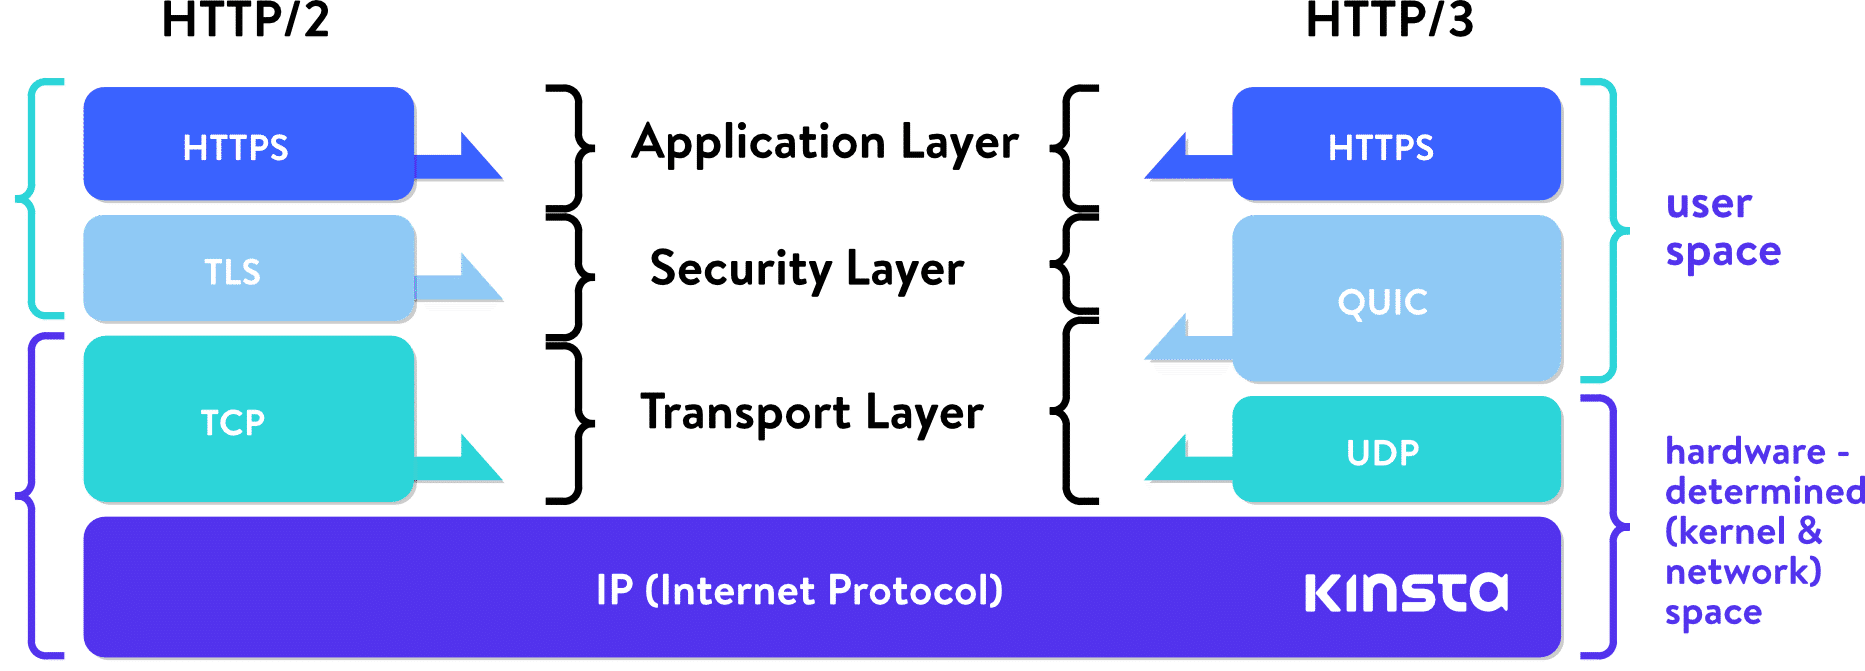 HTTP/2
HTTP/3
HTTPS
Application Layer
HTTPS
user
space
TLS
Security Layer
QUIC
TCP
Transport Layer
UDP
hardware -
determined
(kernel &
network)
space
IP (Internet Protocol)
KINSTA